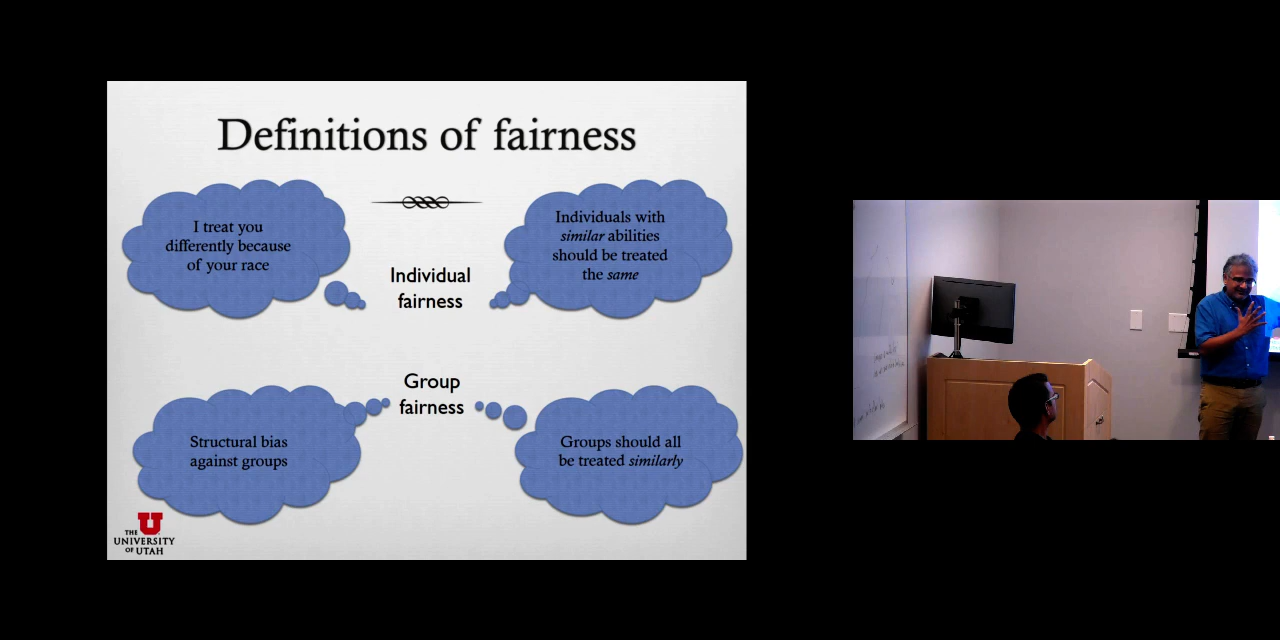 Definitions of fairness
I treat you
differently because
of your race
Individuals with
similar abilities
should be treated
the same
Individual
fairness
Group
fairness
Structural bias
against groups
Groups should all
be treated similarly
THE
UNIVERSITY
OF UTAH